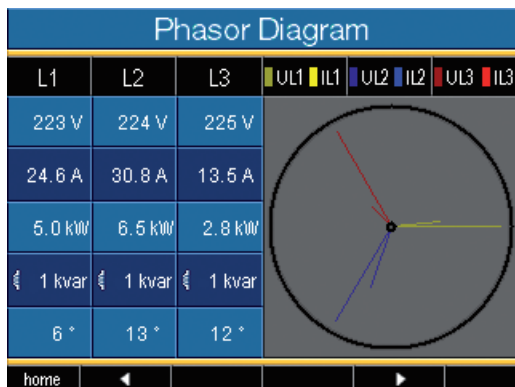 Phasor Diagram
L1 L2 L3 UL1 IL1 UL2 IL2 UL3 IL3
223 V 224 V 225 V
24.6 A 30.8 A 13.5 A
5.0 kW 6.5 kW 2.8 kW
1 kvar 1 kvar 1 kvar
6 ° 13 ° 12 °
home